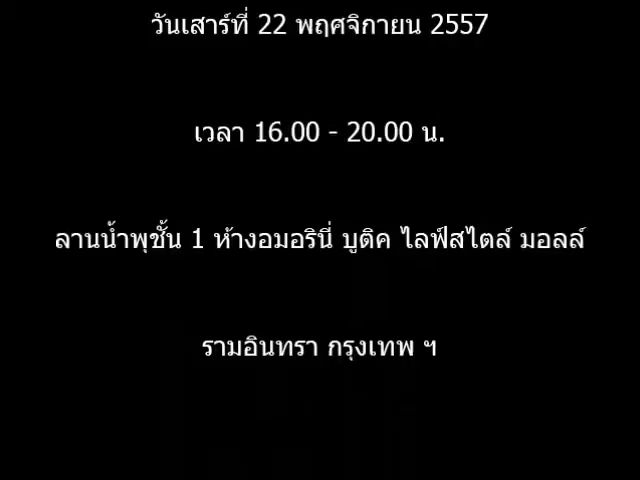 วันเสาร์ที่ 22 พฤศจิกายน 2557
เวลา 16.00 - 20.00 น.
ลานน้ำพุชั้น 1 ห้างอมอรินี่ บูติค ไลฟ์สไตล์ มอลล์
รามอินทรา กรุงเทพ ฯ